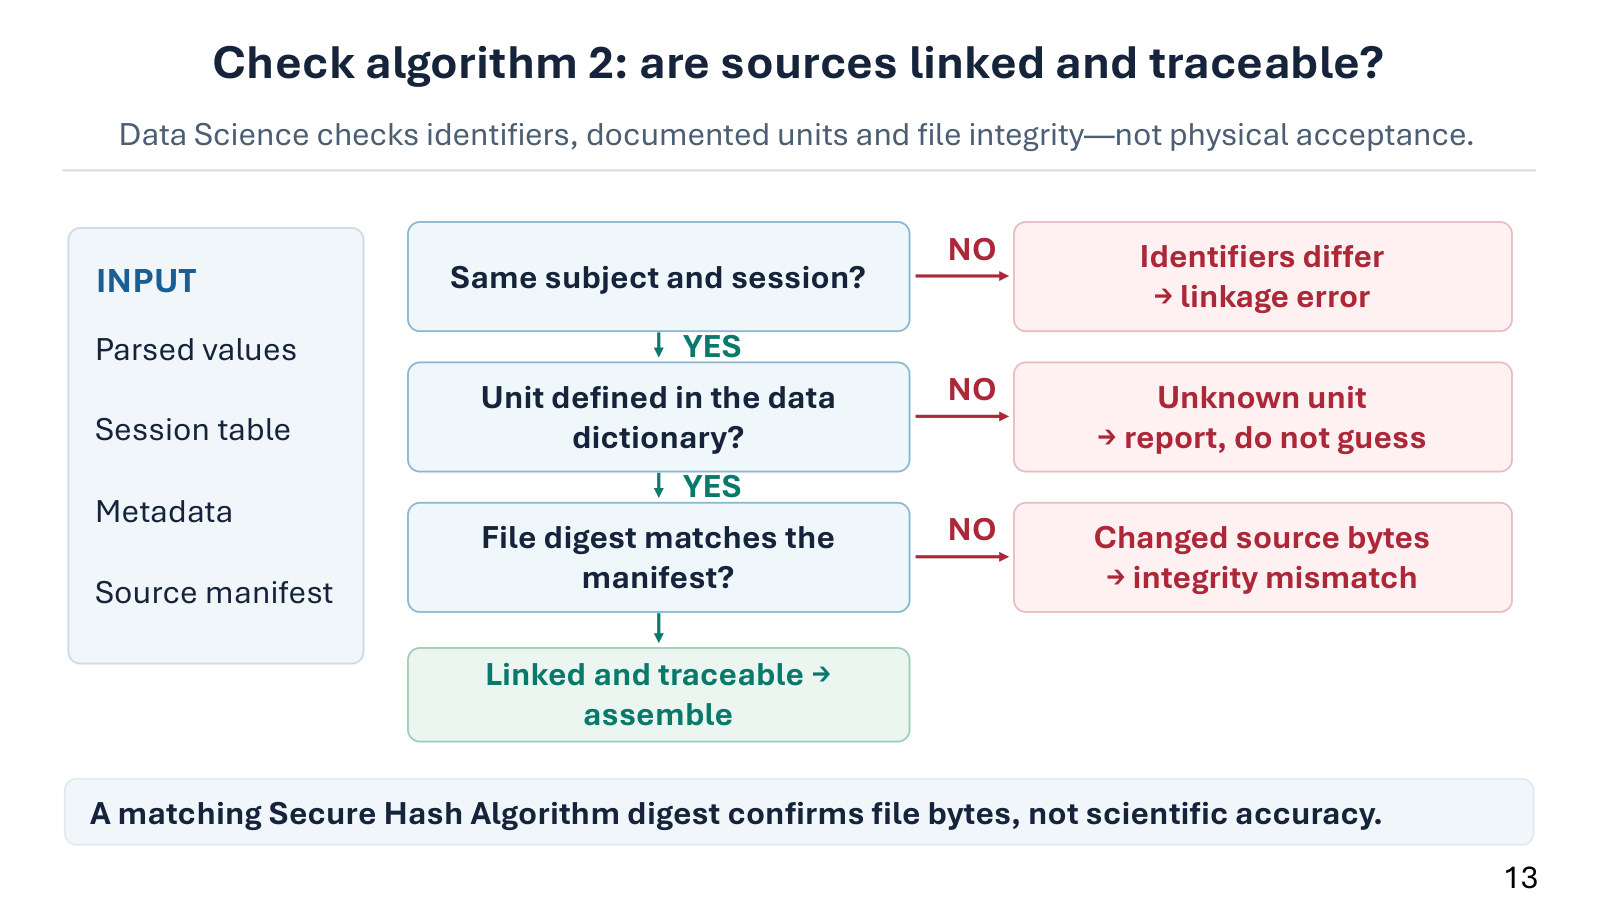 Check algorithm 2: are sources linked and traceable?
Data Science checks identifiers, documented units and file integrity—not physical acceptance.
INPUT
Parsed values
Session table
Metadata
Source manifest
Same subject and session?
NO
Identifiers differ
→ linkage error
YES
Unit defined in the data
dictionary?
NO
Unknown unit
→ report, do not guess
YES
File digest matches the
manifest?
NO
Changed source bytes
→ integrity mismatch
Linked and traceable →
assemble
A matching Secure Hash Algorithm digest confirms file bytes, not scientific accuracy.
13